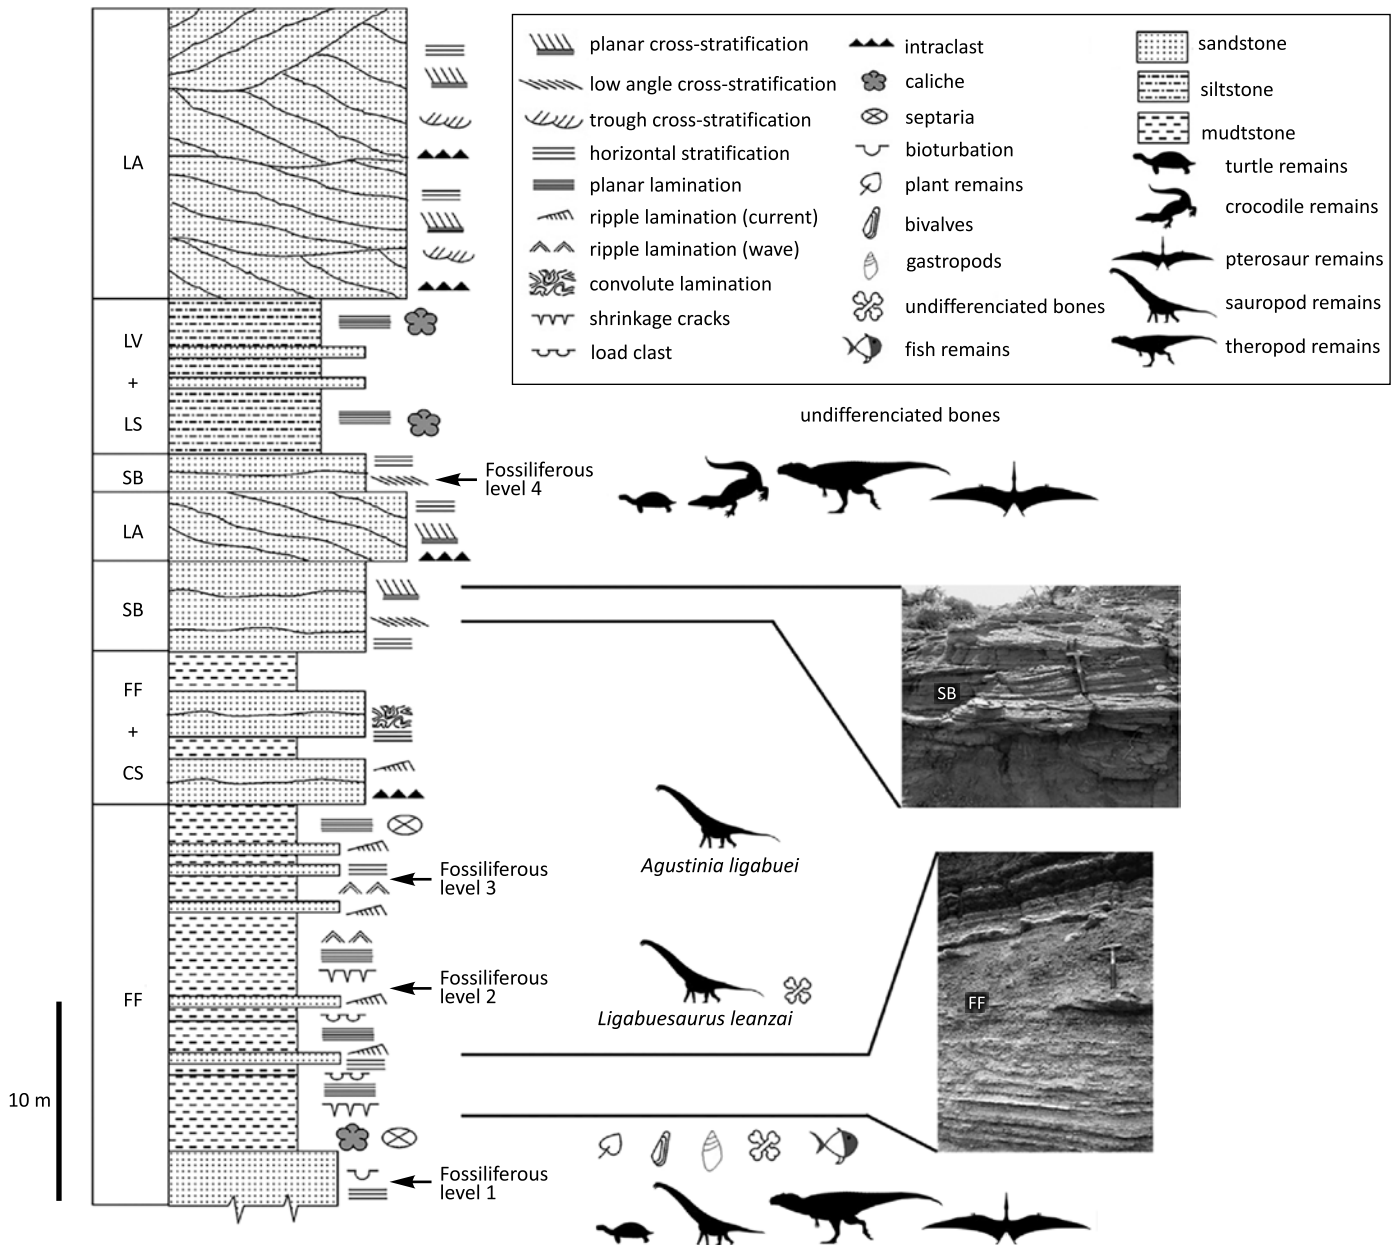 planar cross-stratification
low angle cross-stratification
trough cross-stratification
horizontal stratification
planar lamination
ripple lamination (current)
ripple lamination (wave)
convolute lamination
shrinkage cracks
load clast
intraclast
caliche
septaria
bioturbation
plant remains
bivalves
gastropods
undifferenciated bones
fish remains
sandstone
siltstone
mudtstone
turtle remains
crocodile remains
pterosaur remains
sauropod remains
theropod remains
LA
LV
+
LS
SB
LA
SB
FF
+
CS
FF
10 m
undifferenciated bones
Fossiliferous
level 4
SB
Agustinia ligabuei
Fossiliferous
level 3
Fossiliferous
level 2
Ligabuesaurus leanzai
FF
Fossiliferous
level 1